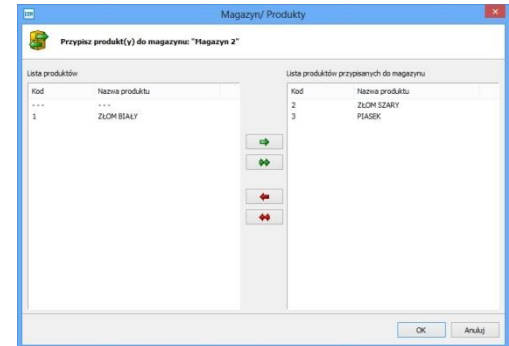 Magazyn/ Produkty
Przypisz produkt(y) do magazynu: "Magazyn 2"
Lista produktów
Kod Nazwa produktu
--- ---
1 ZŁOM BIAŁY
Lista produktów przypisanych do magazynu
Kod Nazwa produktu
2 ZŁOM SZARY
3 PIASEK
OK Anuluj